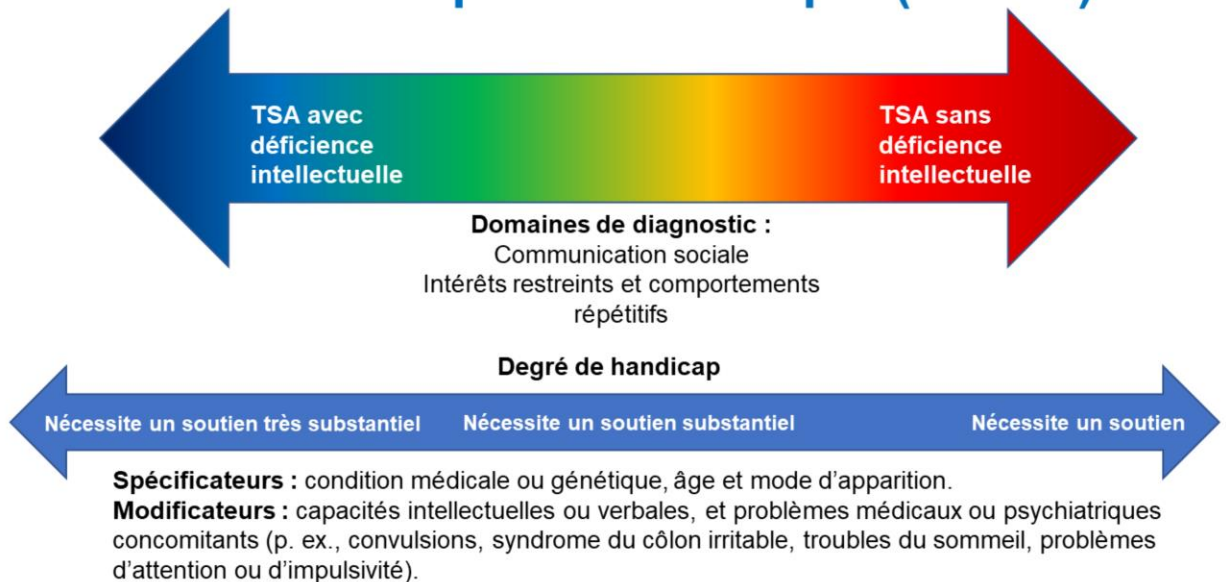 TSA avec
déficience
intellectuelle
TSA sans
déficience
intellectuelle
Domaines de diagnostic :
Communication sociale
Intérêts restreints et comportements
répétitifs
Degré de handicap
Nécessite un soutien très substantiel
Nécessite un soutien substantiel
Nécessite un soutien
Spécificateurs : condition médicale ou génétique, âge et mode d’apparition.
Modificateurs : capacités intellectuelles ou verbales, et problèmes médicaux ou psychiatriques
concomitants (p. ex., convulsions, syndrome du côlon irritable, troubles du sommeil, problèmes
d’attention ou d’impulsivité).